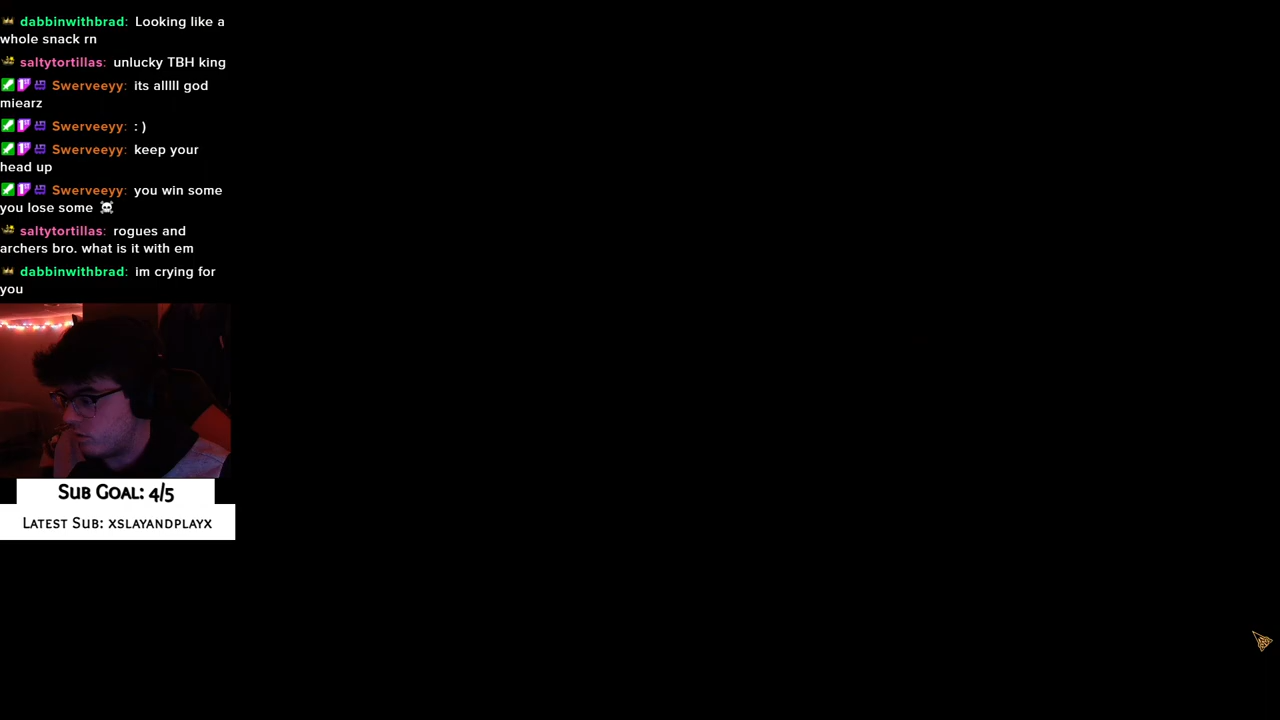 dabbinwithbrad: Looking like a
whole snack rn
saltytortillas: unlucky TBH king
Swerveeyy: its alllll god
miearz
Swerveeyy: : )
Swerveeyy: keep your
head up
Swerveeyy: you win some
you lose some ☠️
saltytortillas: rogues and
archers bro. what is it with em
dabbinwithbrad: im crying for
you
Sub Goal: 4/5
Latest Sub: xslayandplayx